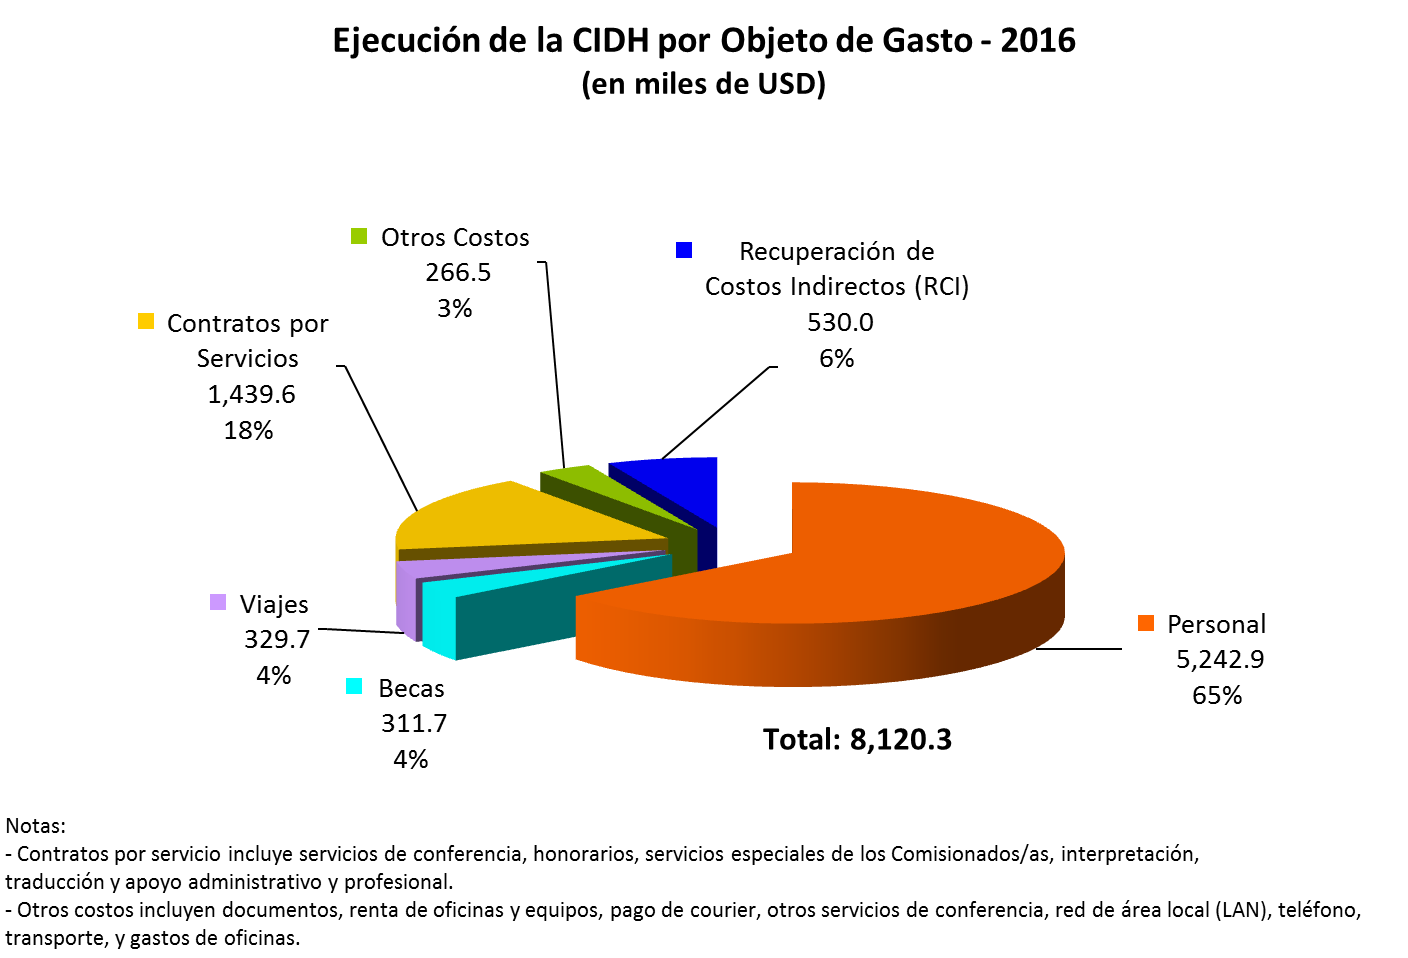 Ejecución de la CIDH por Objeto de Gasto - 2016
(en miles de USD)
Otros Costos
266.5
3%
Recuperación de
Costos Indirectos (RCI)
530.0
6%
Contratos por
Servicios
1,439.6
18%
Viajes
329.7
4%
Becas
311.7
4%
Personal
5,242.9
65%
Total: 8,120.3
Notas:
- Contratos por servicio incluye servicios de conferencia, honorarios, servicios especiales de los Comisionados/as, interpretación,
traducción y apoyo administrativo y profesional.
- Otros costos incluyen documentos, renta de oficinas y equipos, pago de courier, otros servicios de conferencia, red de área local (LAN), teléfono,
transporte, y gastos de oficinas.